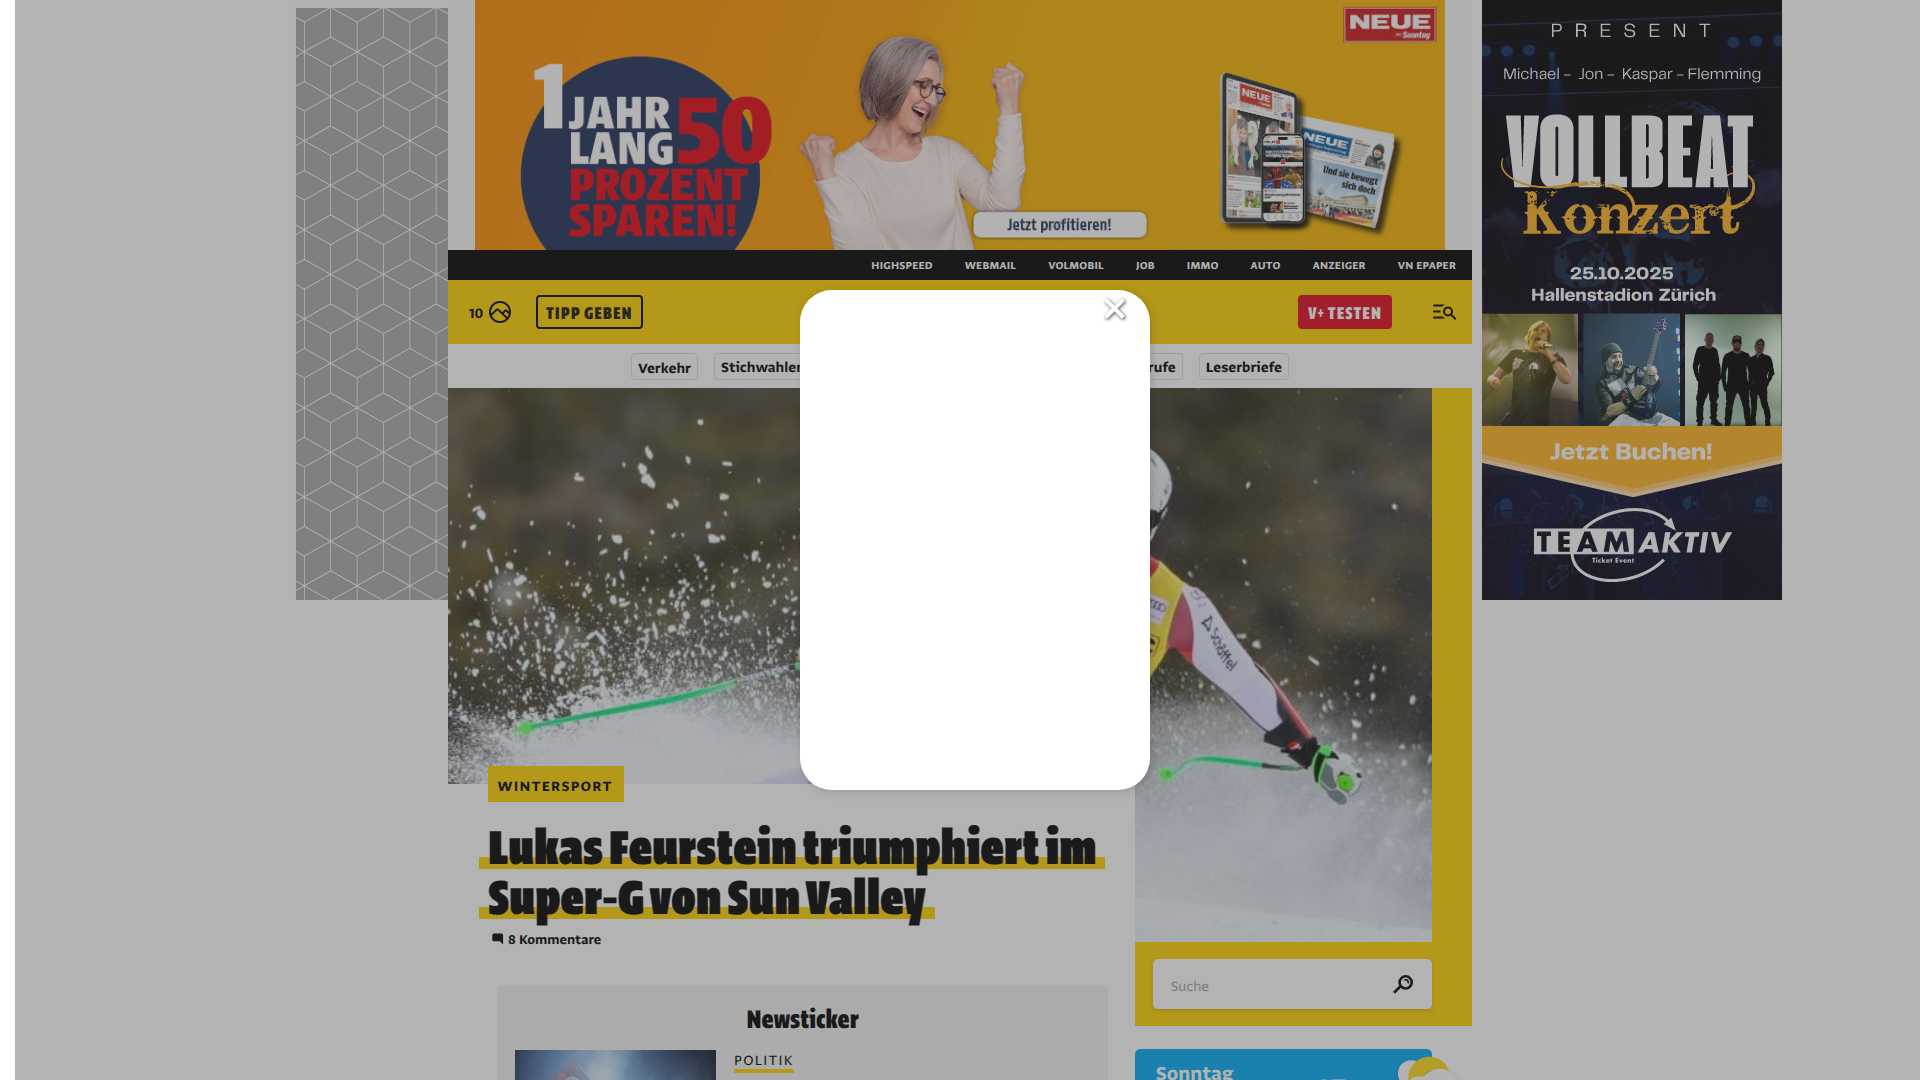 NEUE
am Sonntag
1 JAHR
LANG 50
PROZENT
SPAREN!
NEUE
NEUE
Und sie bewegt
sich doch
Jetzt profitieren!
PRESENT
Michael – Jon – Kaspar – Flemming
VOLLBEAT
Konzert
25.10.2025
Hallenstadion Zürich
Jetzt Buchen!
TEAM AKTIV
Ticket Event
HIGHSPEED WEBMAIL VOLMOBIL JOB IMMO AUTO ANZEIGER VN EPAPER
10 TIPP GEBEN V+ TESTEN
Verkehr Stichwahlen rufe Leserbriefe
Schöffel
WINTERSPORT
Lukas Feurstein triumphiert im
Super-G von Sun Valley
8 Kommentare
Suche
Newsticker
POLITIK
Sonntag